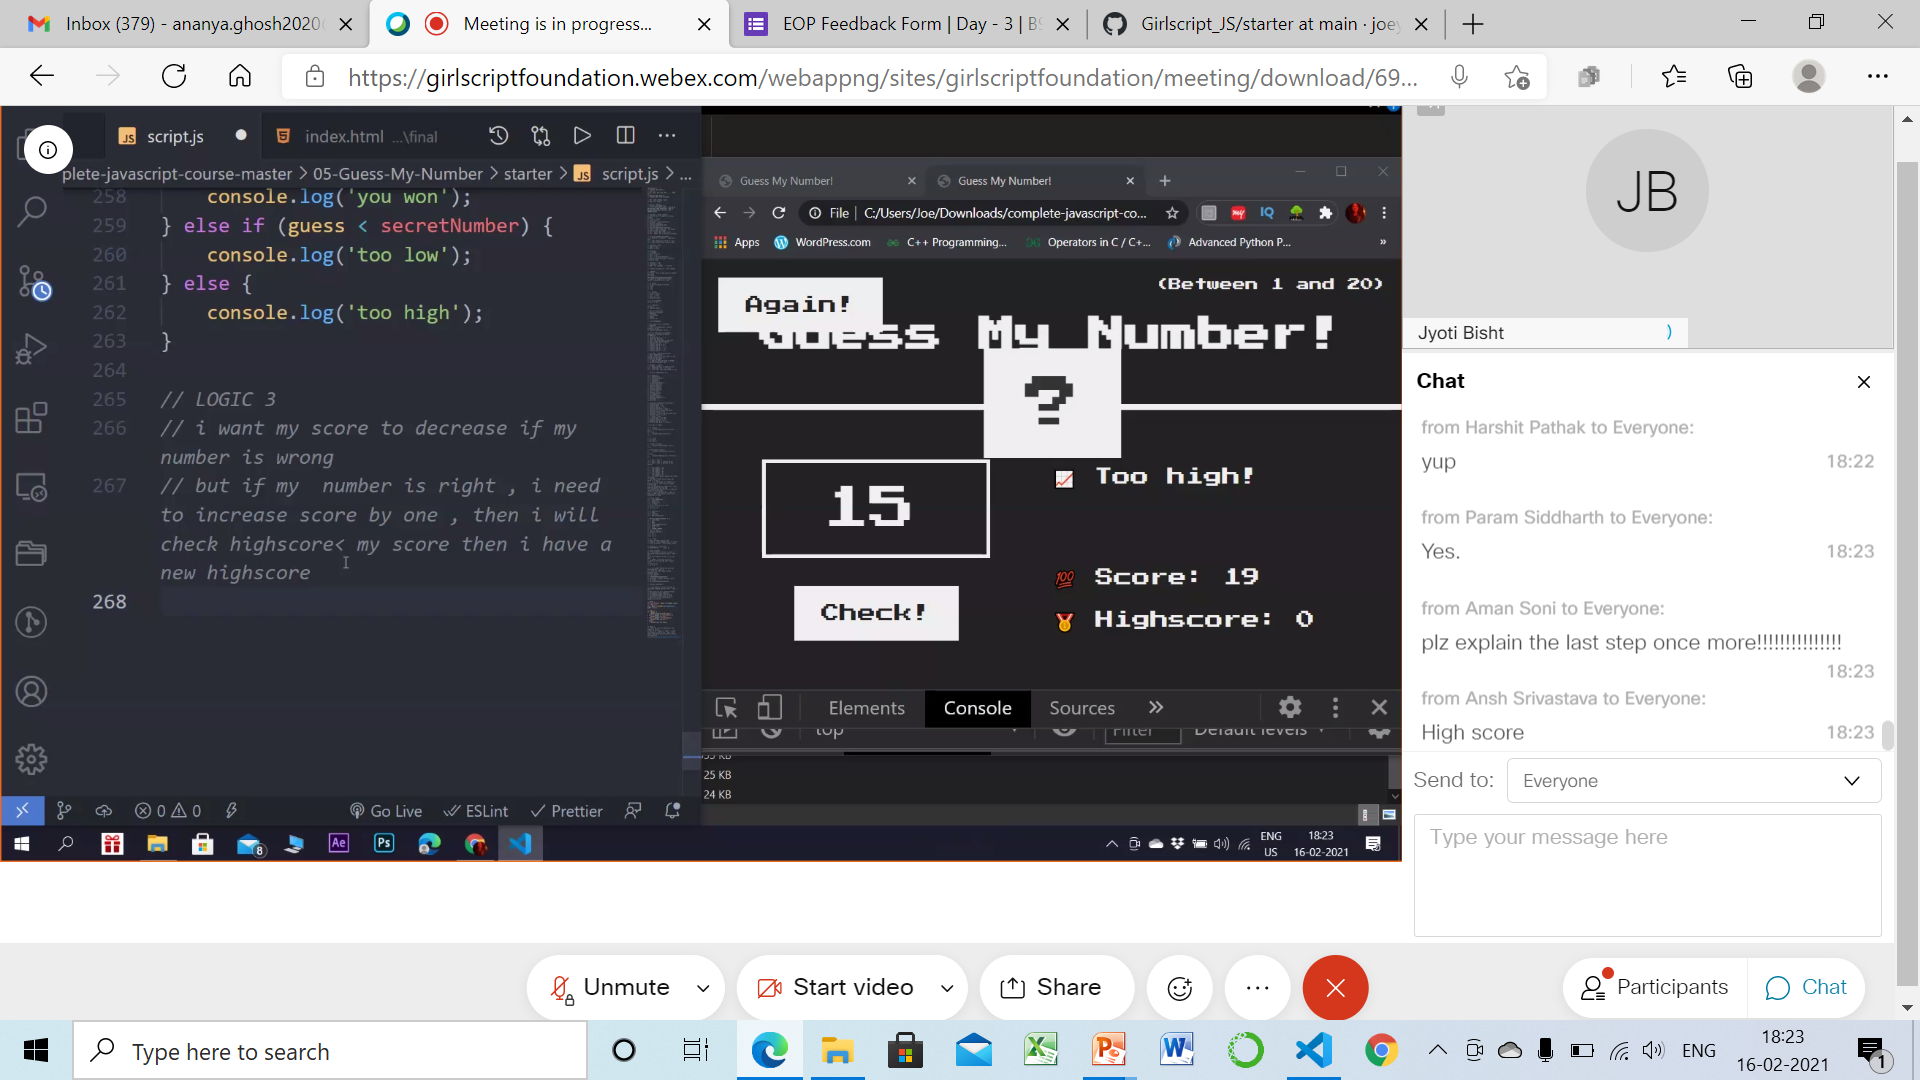 Inbox (379) - ananya.ghosh2020
Meeting is in progress...
EOP Feedback Form | Day - 3 | BS
Girlscript_JS/starter at main · joey
https://girlscriptfoundation.webex.com/webappng/sites/girlscriptfoundation/meeting/download/69...
script.js
index.html ...\final
plete-javascript-course-master > 05-Guess-My-Number > starter > JS script.js > ...
258 console.log('you won');
259 } else if (guess < secretNumber) {
260 console.log('too low');
261 } else {
262 console.log('too high');
263 }
264
265 // LOGIC 3
266 // i want my score to decrease if my
number is wrong
267 // but if my  number is right , i need
to increase score by one , then i will
check highscore< my score then i have a
new highscore
268
0 0
Go Live
ESLint
Prettier
Guess My Number!
Guess My Number!
File | C:/Users/Joe/Downloads/complete-javascript-co...
Apps
WordPress.com
C++ Programming...
Operators in C / C+...
Advanced Python P...
»
Again!
(Between 1 and 20)
Guess My Number!
?
15
Too high!
Check!
Score: 19
Highscore: 0
Elements
Console
Sources
»
top
Filter
Default levels
25 KB
24 KB
ENG
US
18:23
16-02-2021
JB
Jyoti Bisht
Chat
from Harshit Pathak to Everyone:
yup 18:22
from Param Siddharth to Everyone:
Yes. 18:23
from Aman Soni to Everyone:
plz explain the last step once more!!!!!!!!!!!!!!!
18:23
from Ansh Srivastava to Everyone:
High score 18:23
Send to: Everyone
Type your message here
Unmute
Start video
Share
Participants
Chat
Type here to search
ENG
18:23
16-02-2021
1